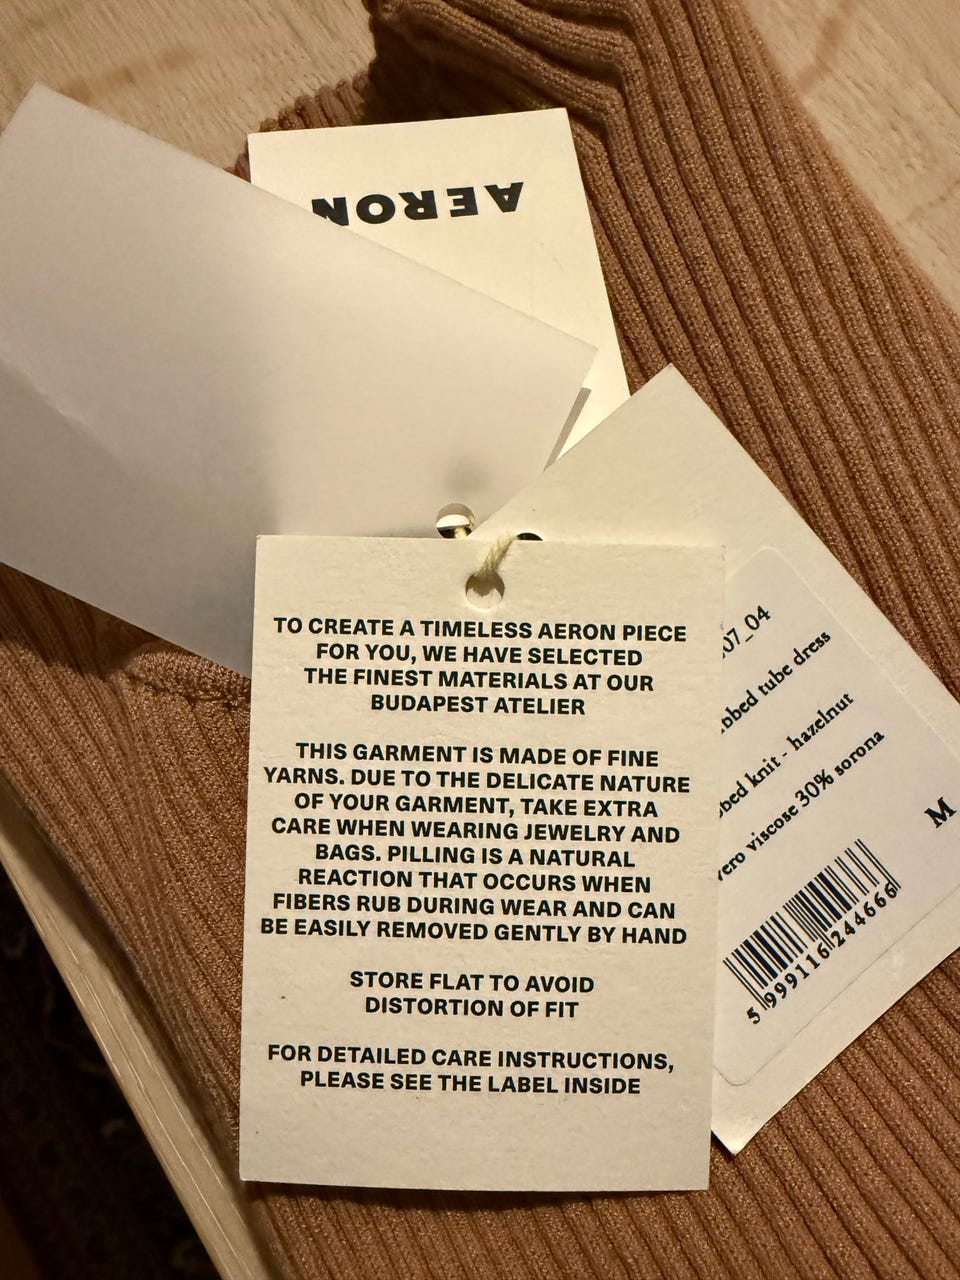 AERON
TO CREATE A TIMELESS AERON PIECE
FOR YOU, WE HAVE SELECTED
THE FINEST MATERIALS AT OUR
BUDAPEST ATELIER
THIS GARMENT IS MADE OF FINE
YARNS. DUE TO THE DELICATE NATURE
OF YOUR GARMENT, TAKE EXTRA
CARE WHEN WEARING JEWELRY AND
BAGS. PILLING IS A NATURAL
REACTION THAT OCCURS WHEN
FIBERS RUB DURING WEAR AND CAN
BE EASILY REMOVED GENTLY BY HAND
STORE FLAT TO AVOID
DISTORTION OF FIT
FOR DETAILED CARE INSTRUCTIONS,
PLEASE SEE THE LABEL INSIDE
07_04
tube dress
knit - hazelnut
viscose 30% sorona
M
5 999116 244666